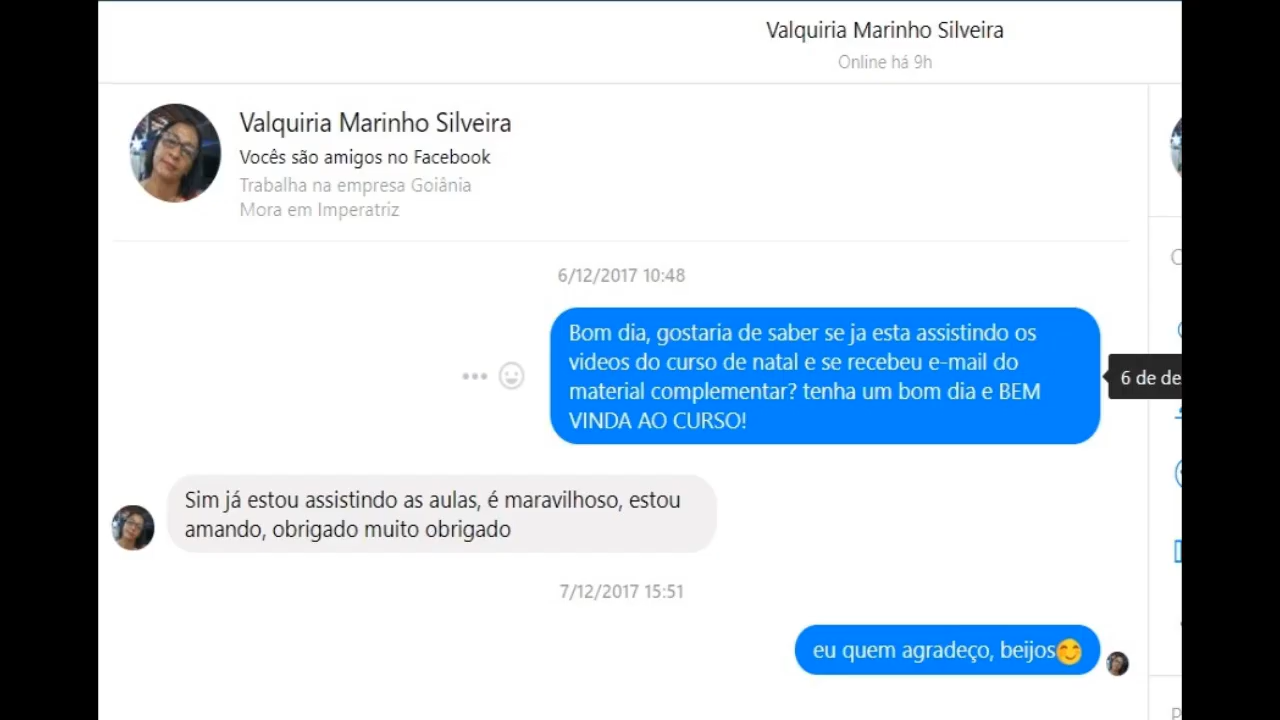 Valquiria Marinho Silveira
Online há 9h
Valquiria Marinho Silveira
Vocês são amigos no Facebook
Trabalha na empresa Goiânia
Mora em Imperatriz
6/12/2017 10:48
Bom dia, gostaria de saber se ja esta assistindo os
videos do curso de natal e se recebeu e-mail do
material complementar? tenha um bom dia e BEM
VINDA AO CURSO!
6 de de
Sim já estou assistindo as aulas, é maravilhoso, estou
amando, obrigado muito obrigado
7/12/2017 15:51
eu quem agradeço, beijos